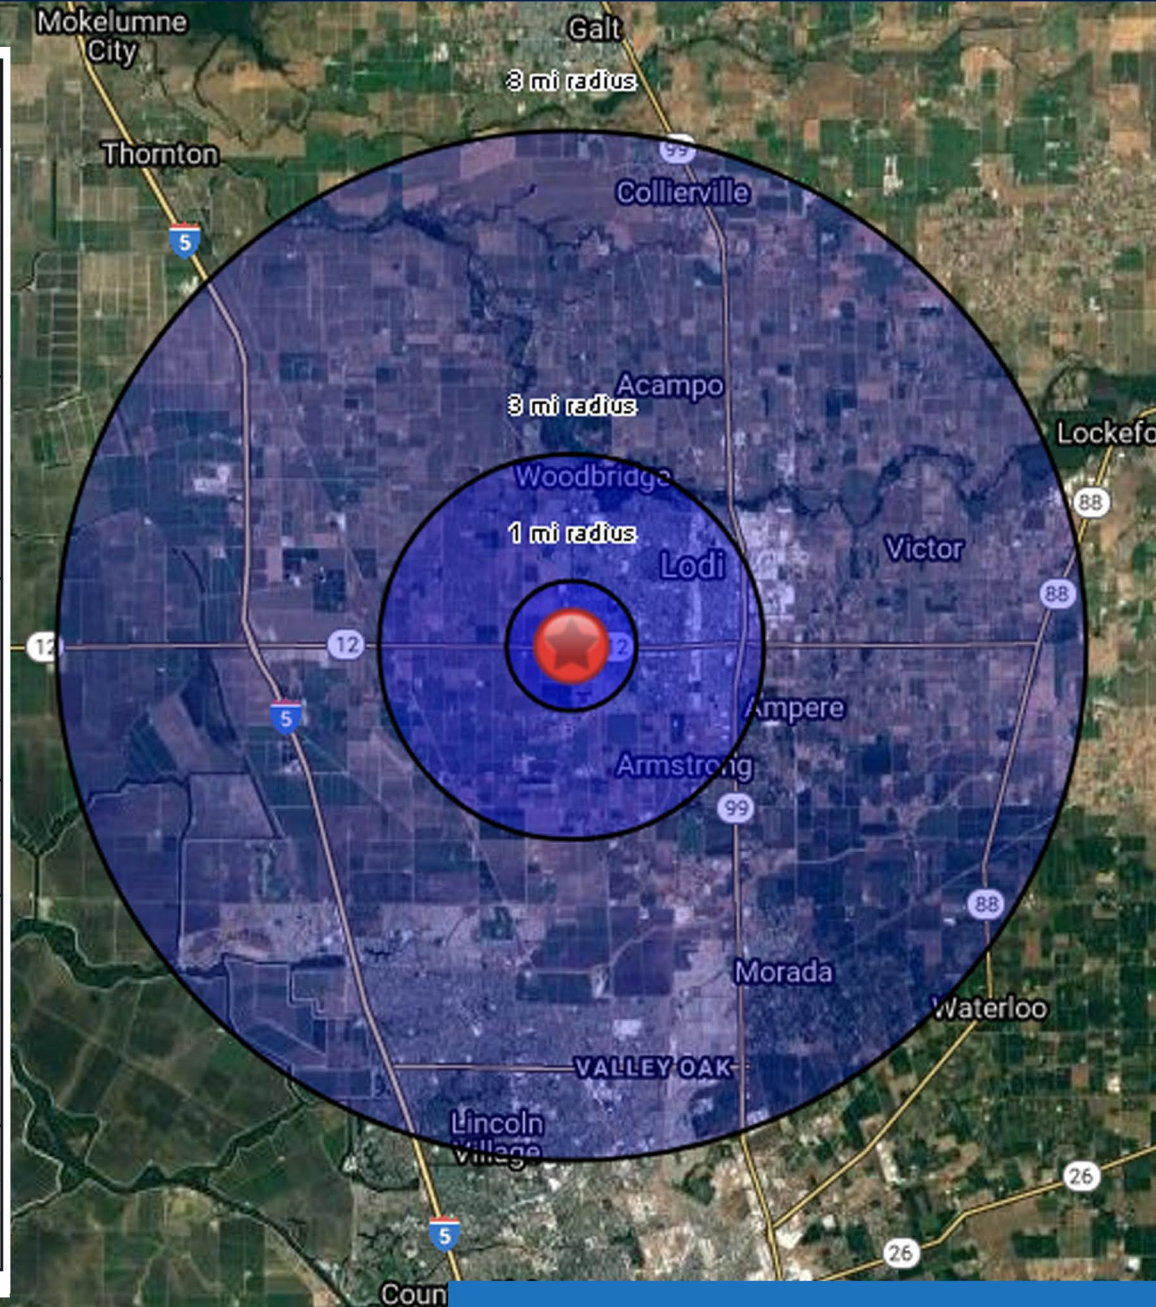 Mokelumne
City
Galt
8 mi radius
99
Thornton
Collierville
5
Acampo
3 mi radius
Lockefo
Woodbridge
88
1 mi radius
Victor
Lodi
88
12
12
2
Ampere
5
Armstrong
99
88
Morada
Waterloo
VALLEY OAK
Lincoln
Village
26
5
26
Coun